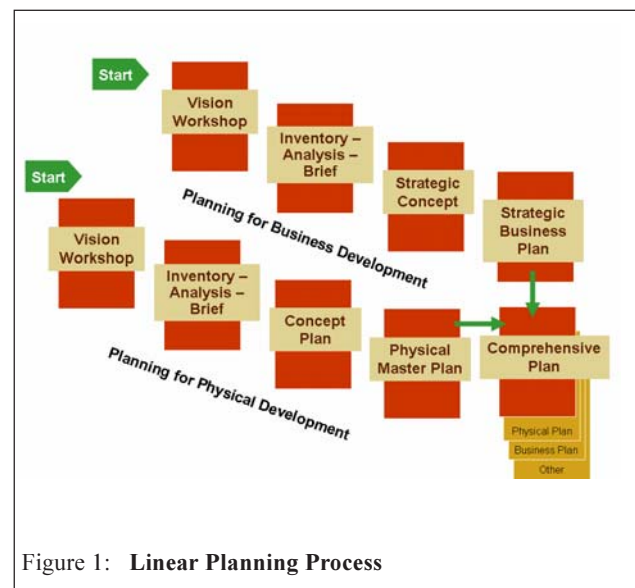 Start
Vision
Workshop
Inventory –
Analysis –
Brief
Strategic
Concept
Strategic
Business
Plan
Planning for Business Development
Start
Vision
Workshop
Inventory –
Analysis –
Brief
Concept
Plan
Physical
Master Plan
Comprehensive
Plan
Planning for Physical Development
Physical Plan
Business Plan
Other
Figure 1: Linear Planning Process